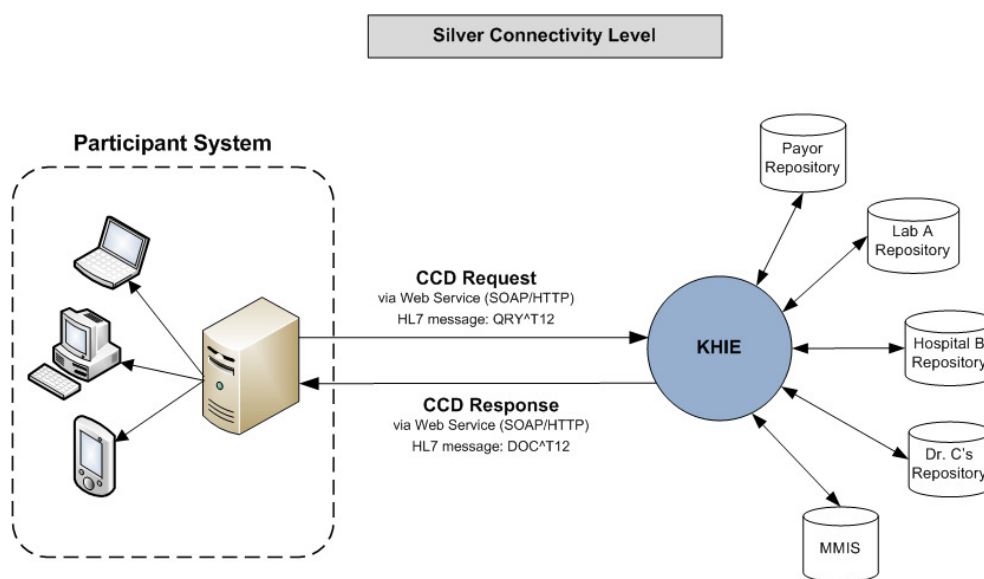 Silver Connectivity Level
Participant System
CCD Request
via Web Service (SOAP/HTTP)
HL7 message: QRY^T12
CCD Response
via Web Service (SOAP/HTTP)
HL7 message: DOC^T12
KHIE
Payor
Repository
Lab A
Repository
Hospital B
Repository
Dr. C's
Repository
MMIS